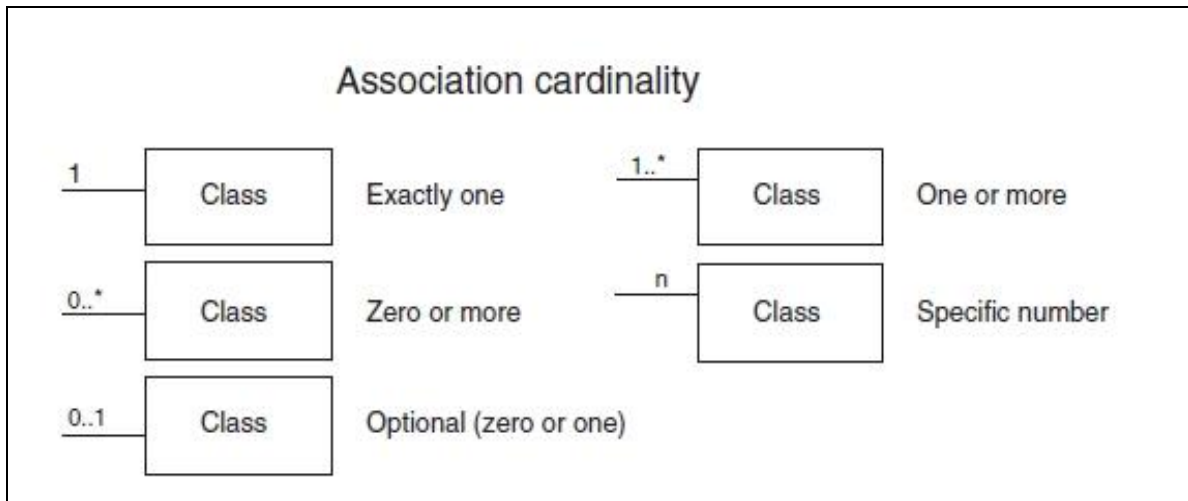 Association cardinality
1
Class
Exactly one
1..*
Class
One or more
0..*
Class
Zero or more
n
Class
Specific number
0..1
Class
Optional (zero or one)